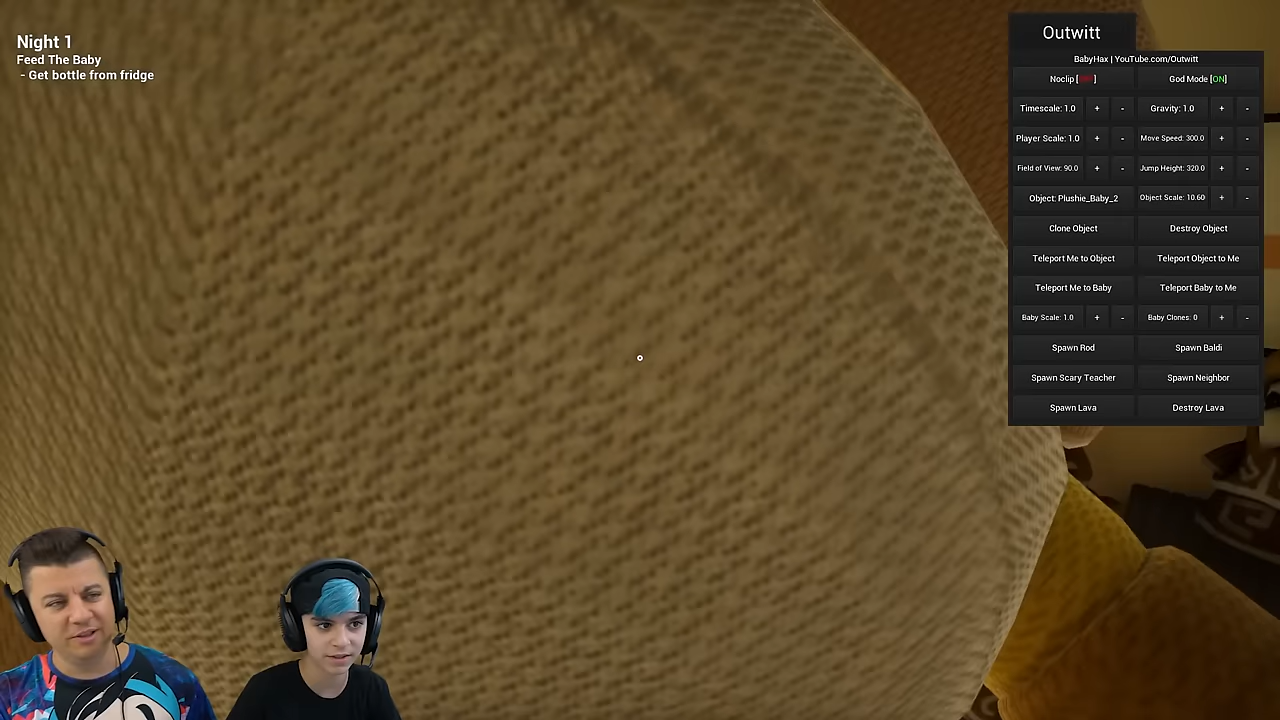 Night 1
Feed The Baby
- Get bottle from fridge
Outwitt
BabyHax | YouTube.com/Outwitt
Noclip [OFF]
God Mode [ON]
Timescale: 1.0 + -
Gravity: 1.0 + -
Player Scale: 1.0 + -
Move Speed: 300.0 + -
Field of View: 90.0 + -
Jump Height: 320.0 + -
Object: Plushie_Baby_2
Object Scale: 10.60 + -
Clone Object
Destroy Object
Teleport Me to Object
Teleport Object to Me
Teleport Me to Baby
Teleport Baby to Me
Baby Scale: 1.0 + -
Baby Clones: 0 + -
Spawn Rod
Spawn Baldi
Spawn Scary Teacher
Spawn Neighbor
Spawn Lava
Destroy Lava